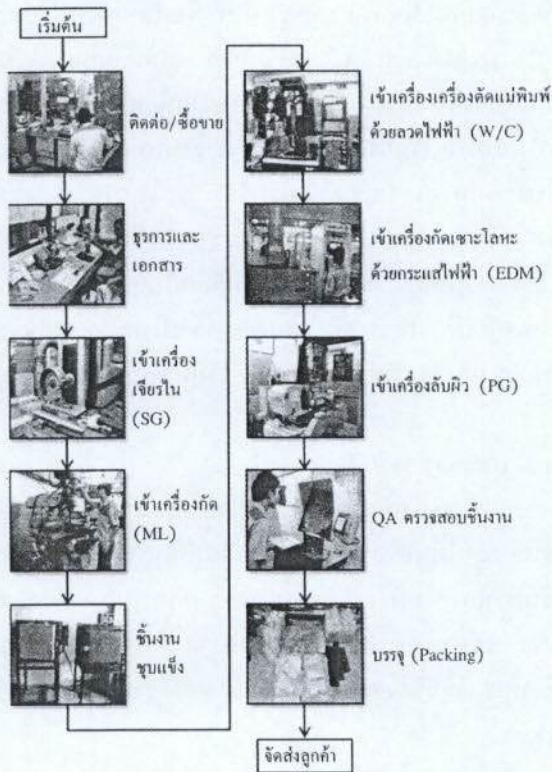 เริ่มต้น
ติดต่อ/ซื้อขาย
ธุรการและ
เอกสาร
เข้าเครื่อง
เจียรไน
(SG)
เข้าเครื่องกัด
(ML)
ชิ้นงาน
ชุบแข็ง
เข้าเครื่องเครื่องตัดแม่พิมพ์
ด้วยลวดไฟฟ้า (W/C)
เข้าเครื่องกัดเซาะโลหะ
ด้วยกระแสไฟฟ้า (EDM)
เข้าเครื่องลับผิว (PG)
QA ตรวจสอบชิ้นงาน
บรรจุ (Packing)
จัดส่งลูกค้า